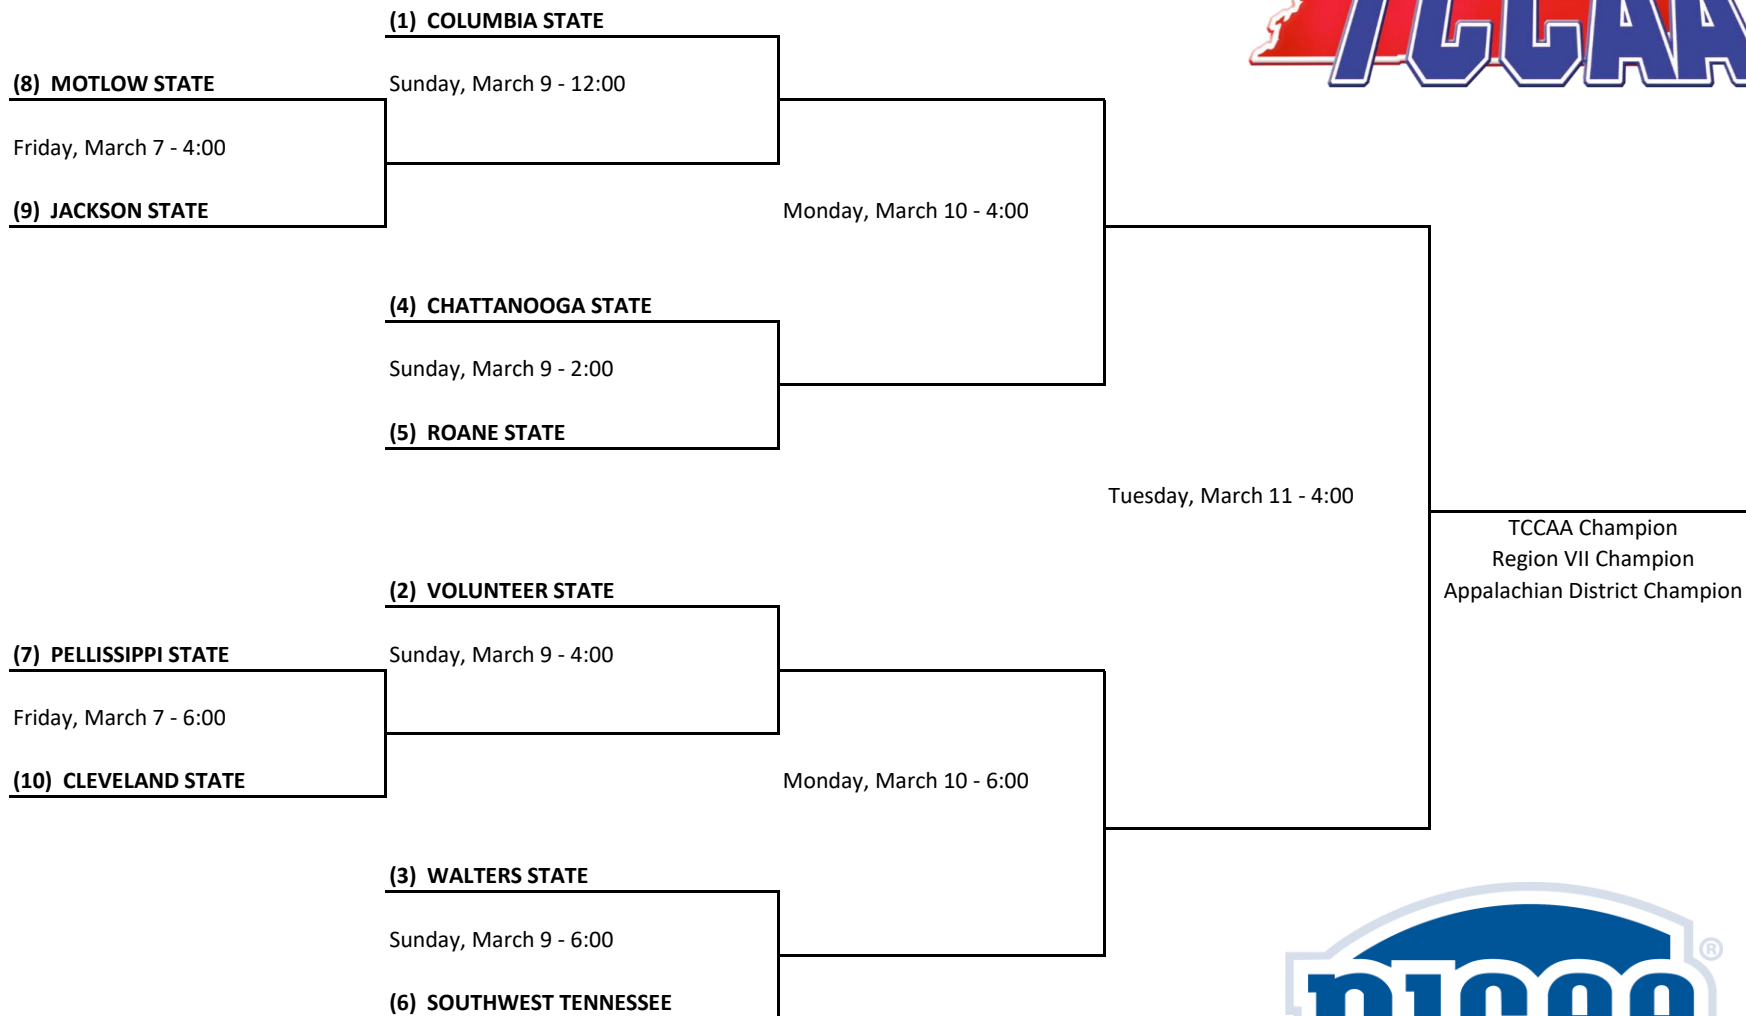 (1) COLUMBIA STATE
TCCAA
(8) MOTLOW STATE
Sunday, March 9 - 12:00
Friday, March 7 - 4:00
(9) JACKSON STATE
Monday, March 10 - 4:00
(4) CHATTANOOGA STATE
Sunday, March 9 - 2:00
(5) ROANE STATE
Tuesday, March 11 - 4:00
TCCAA Champion
Region VII Champion
Appalachian District Champion
(2) VOLUNTEER STATE
(7) PELLISSIPPI STATE
Sunday, March 9 - 4:00
Friday, March 7 - 6:00
(10) CLEVELAND STATE
Monday, March 10 - 6:00
(3) WALTERS STATE
Sunday, March 9 - 6:00
(6) SOUTHWEST TENNESSEE
njcaa
®